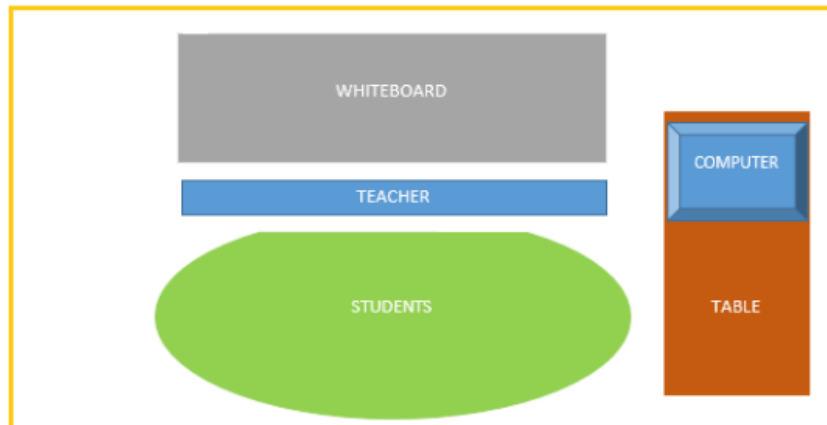 WHITEBOARD
COMPUTER
TEACHER
STUDENTS
TABLE